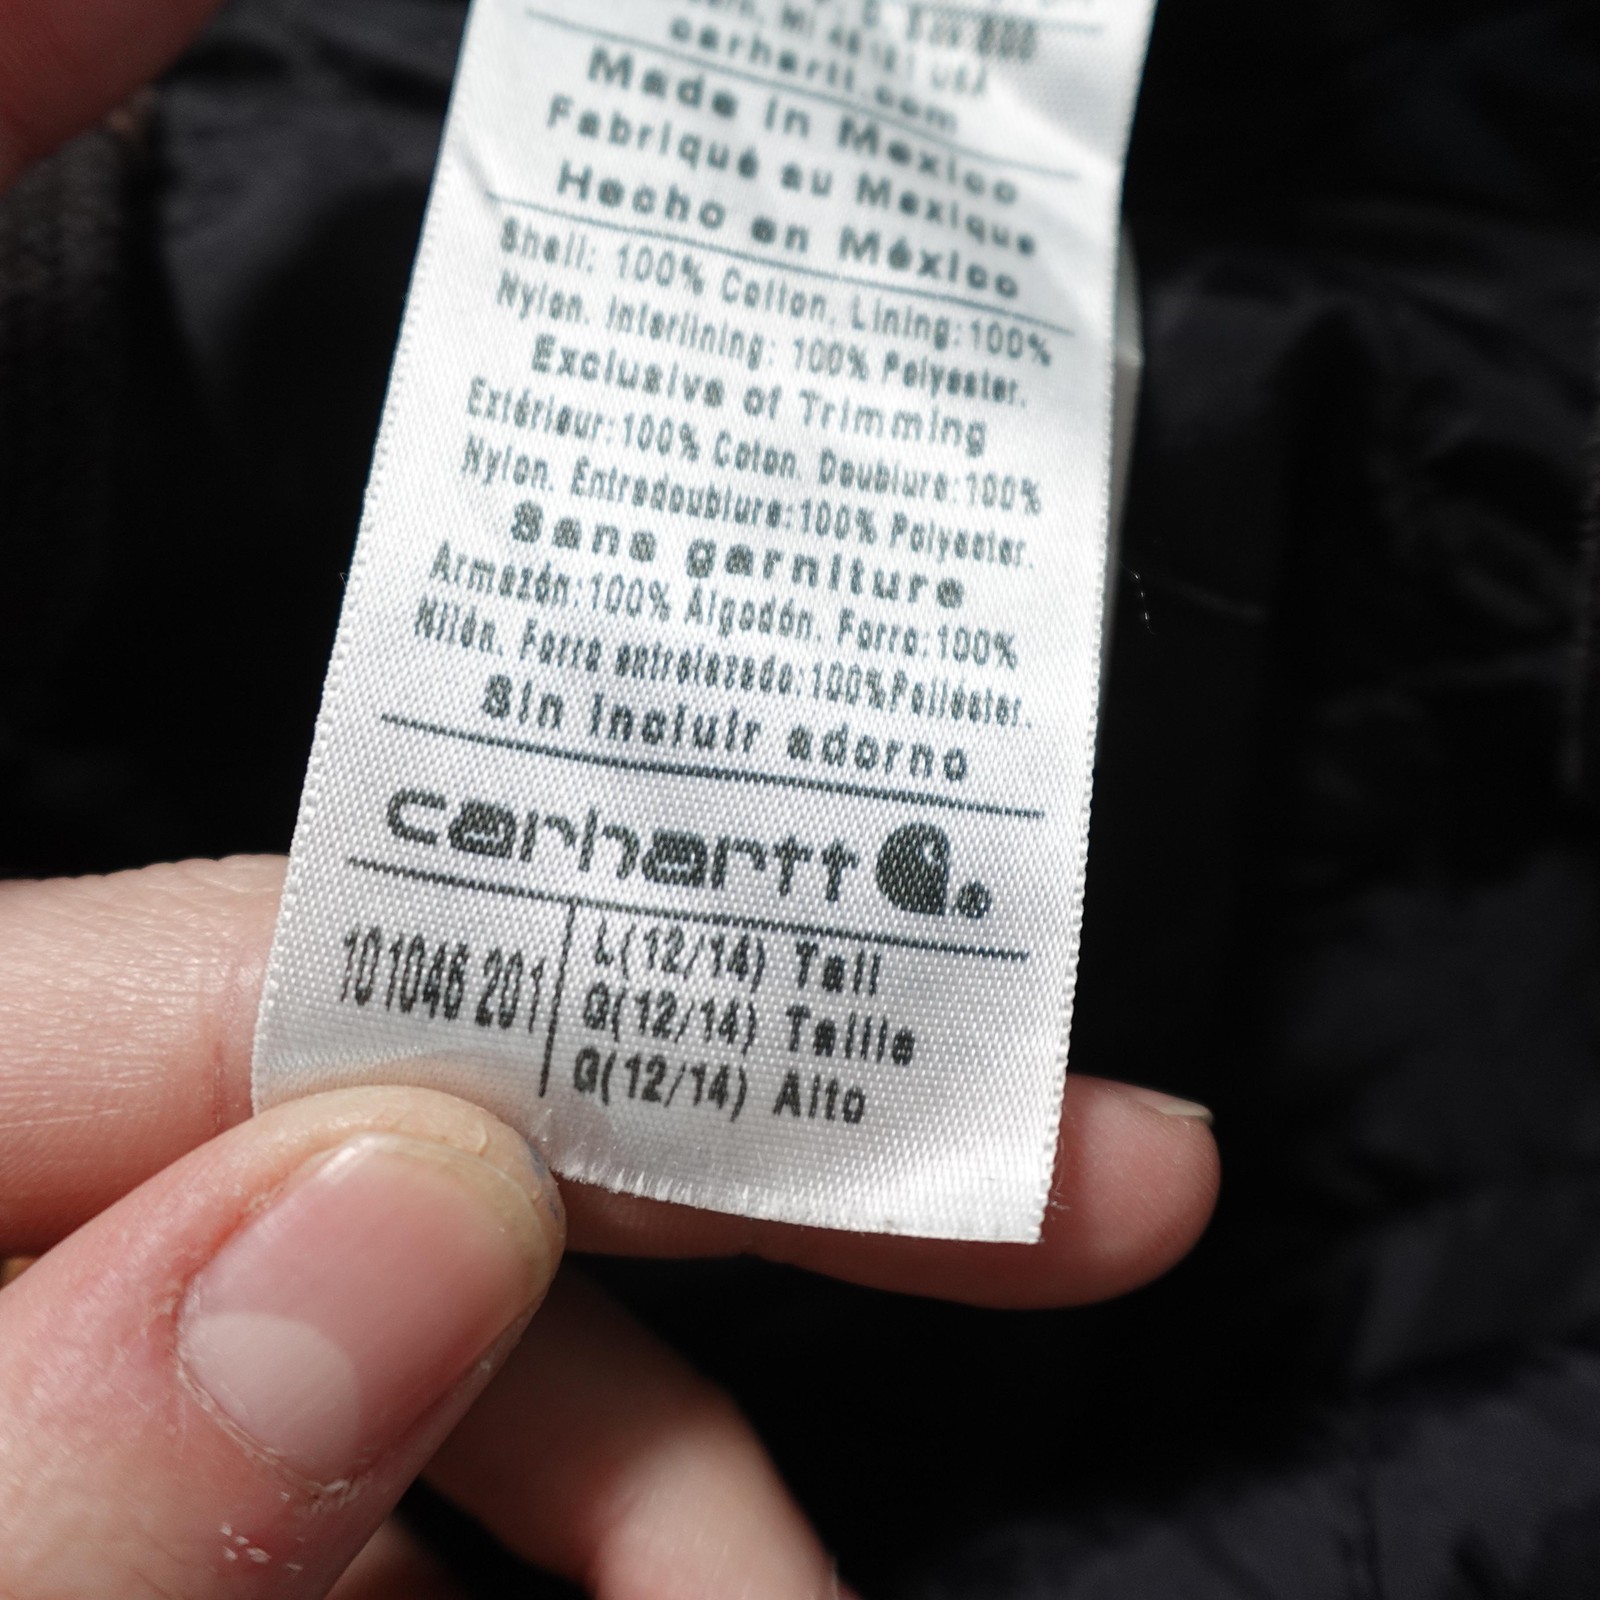 carhartt.com
Made in Mexico
Fabriqué au Mexique
Hecho en México
Shell: 100% Cotton. Lining:100%
Nylon. Interlining: 100% Polyester.
Exclusive of Trimming
Extérieur:100% Coton. Doublure:100%
Nylon. Entredoublure:100% Polyester.
Sans garniture
Armazón:100% Algodón. Forro:100%
Nilón. Forro entrelazado:100%Poliéster.
Sin incluir adorno
carhartt
101046 201
L(12/14) Tall
G(12/14) Taille
G(12/14) Alto